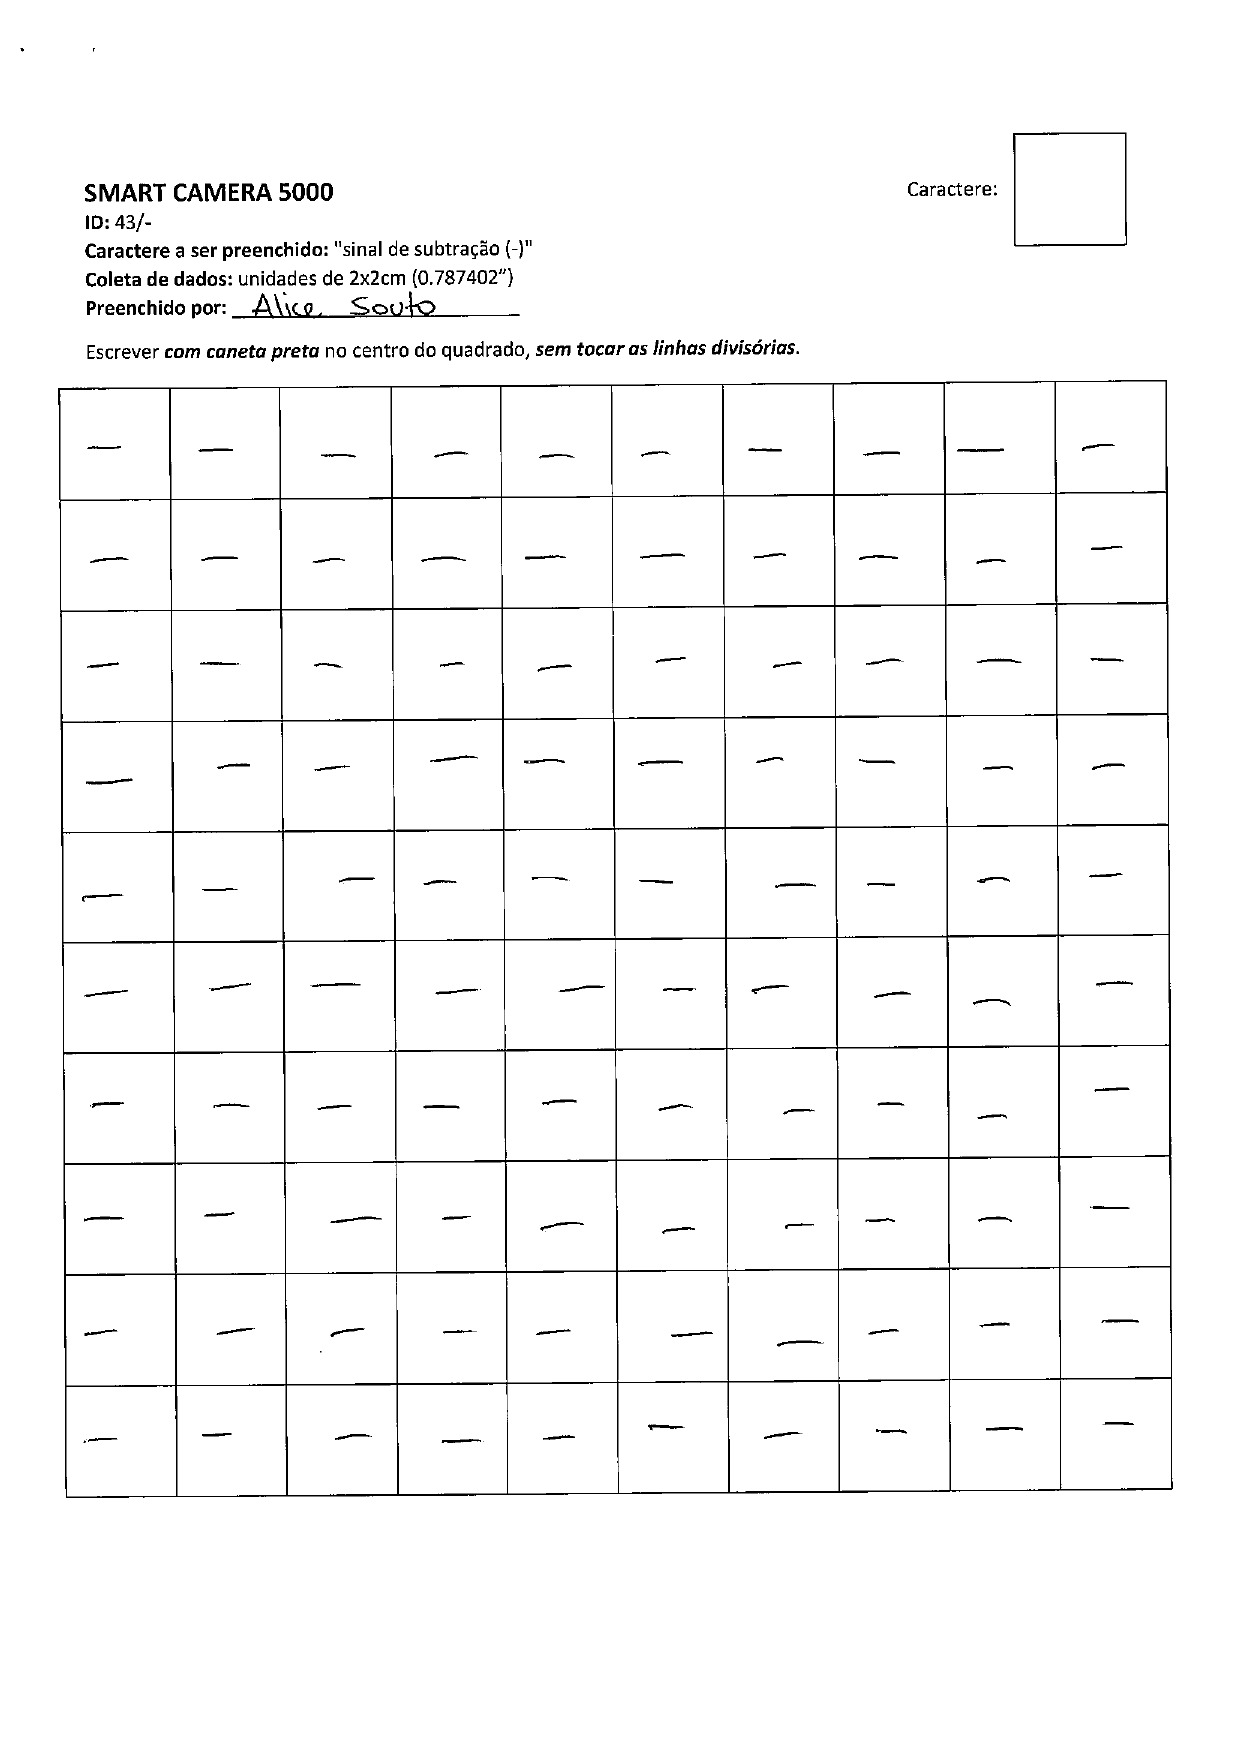 SMART CAMERA 5000
Caractere:
ID: 43/-
Caractere a ser preenchido: "sinal de subtração (-)"
Coleta de dados: unidades de 2x2cm (0.787402")
Preenchido por: Alice Souto
Escrever com caneta preta no centro do quadrado, sem tocar as linhas divisórias.
- - - - - - - - - -
- - - - - - - - - -
- - - - - - - - - -
- - - - - - - - - -
- - - - - - - - - -
- - - - - - - - - -
- - - - - - - - - -
- - - - - - - - - -
- - - - - - - - - -
- - - - - - - - - -